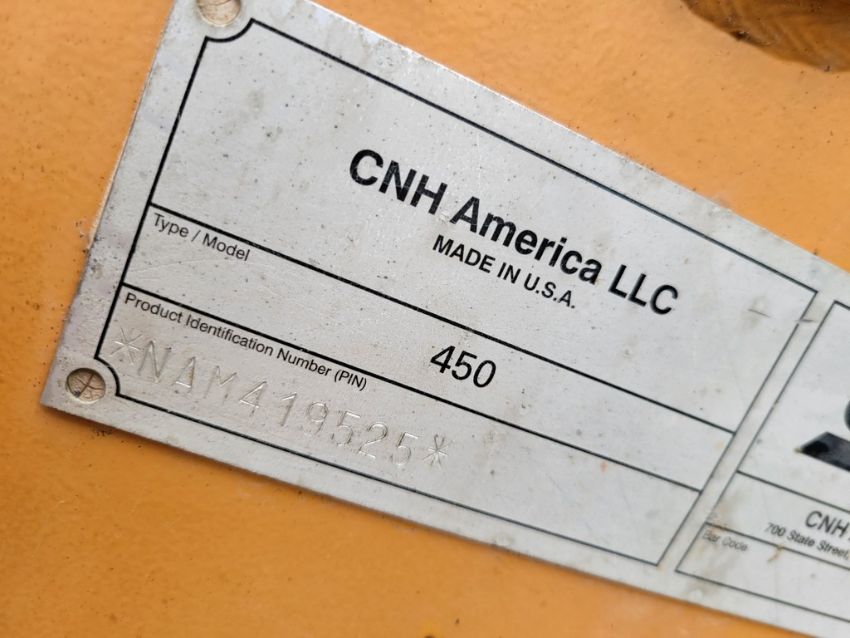 CNH America LLC
MADE IN U.S.A.
Type / Model
450
Product Identification Number (PIN)
*NAM419525*
CNH
700 State Street,
Bar Code